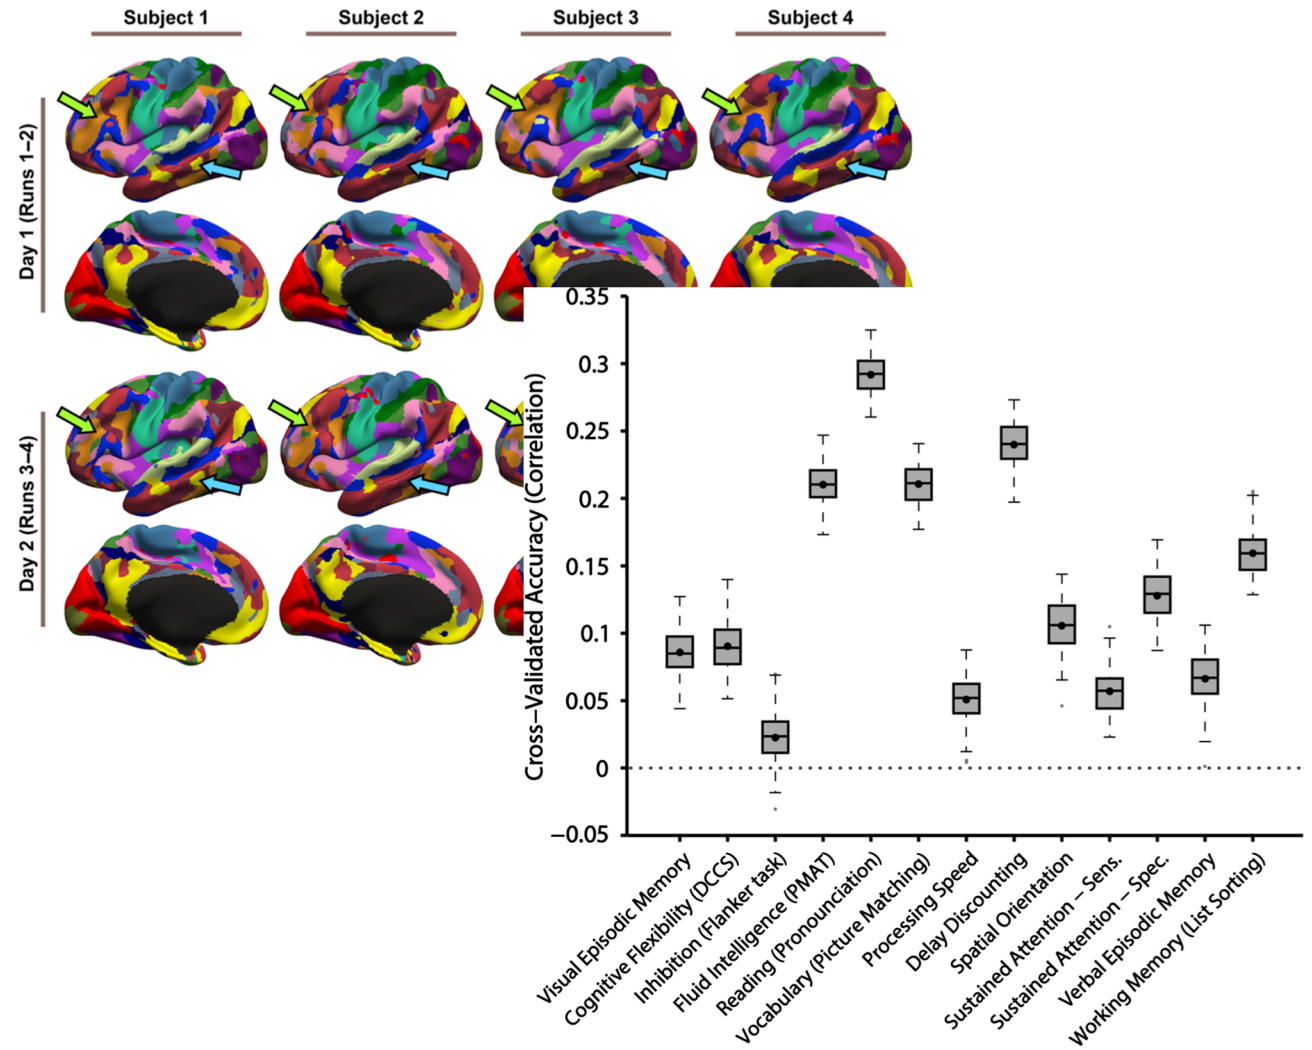 Subject 1
Subject 2
Subject 3
Subject 4
Day 1 (Runs 1–2)
Day 2 (Runs 3–4)
Cross–Validated Accuracy (Correlation)
0.35
0.3
0.25
0.2
0.15
0.1
0.05
0
−0.05
Visual Episodic Memory
Cognitive Flexibility (DCCS)
Inhibition (Flanker task)
Fluid Intelligence (PMAT)
Reading (Pronounciation)
Vocabulary (Picture Matching)
Processing Speed
Delay Discounting
Spatial Orientation
Sustained Attention – Sens.
Sustained Attention – Spec.
Verbal Episodic Memory
Working Memory (List Sorting)